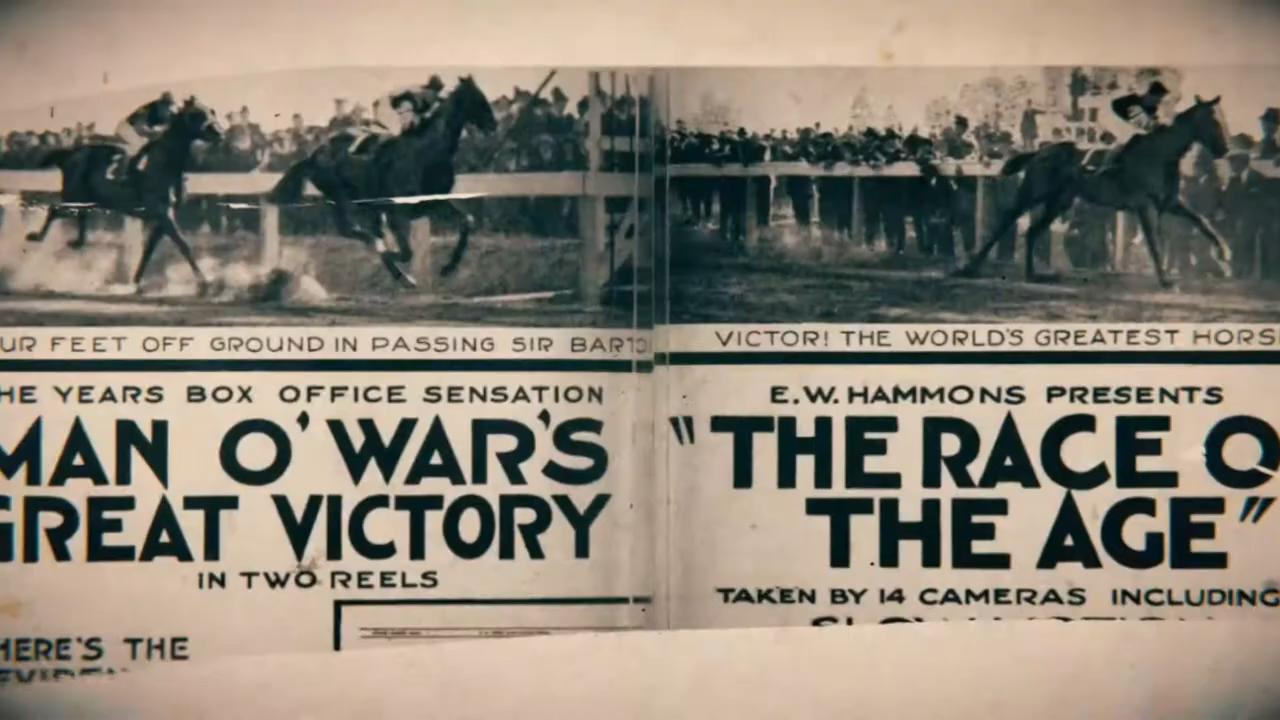 UR FEET OFF GROUND IN PASSING SIR BARTO
HE YEARS BOX OFFICE SENSATION
MAN O' WAR'S
GREAT VICTORY
IN TWO REELS
HERE'S THE
VICTOR! THE WORLD'S GREATEST HORS
E.W. HAMMONS PRESENTS
"THE RACE O
THE AGE"
TAKEN BY 14 CAMERAS INCLUDING